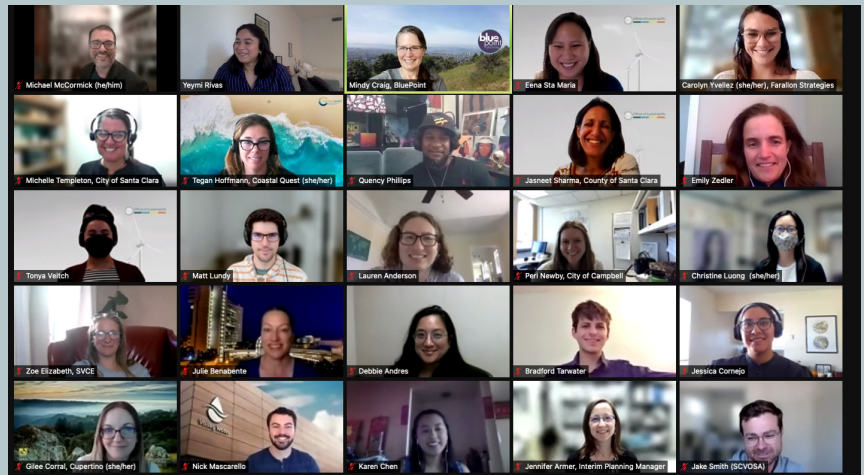 Michael McCormick (he/him)
Yeymi Rivas
blue
point
Mindy Craig, BluePoint
Eena Sta Maria
Carolyn Yvellez (she/her), Farallon Strategies
Michelle Templeton, City of Santa Clara
Tegan Hoffmann, Coastal Quest (she/her)
Quency Phillips
Jasneet Sharma, County of Santa Clara
Emily Zedler
Tonya Veitch
Matt Lundy
Lauren Anderson
Peri Newby, City of Campbell
Christine Luong (she/her)
Zoe Elizabeth, SVCE
Julie Benabente
Debbie Andres
Bradford Tarwater
Jessica Cornejo
Gilee Corral, Cupertino (she/her)
Nick Mascarello
Karen Chen
Jennifer Armer, Interim Planning Manager
Jake Smith (SCVOSA)